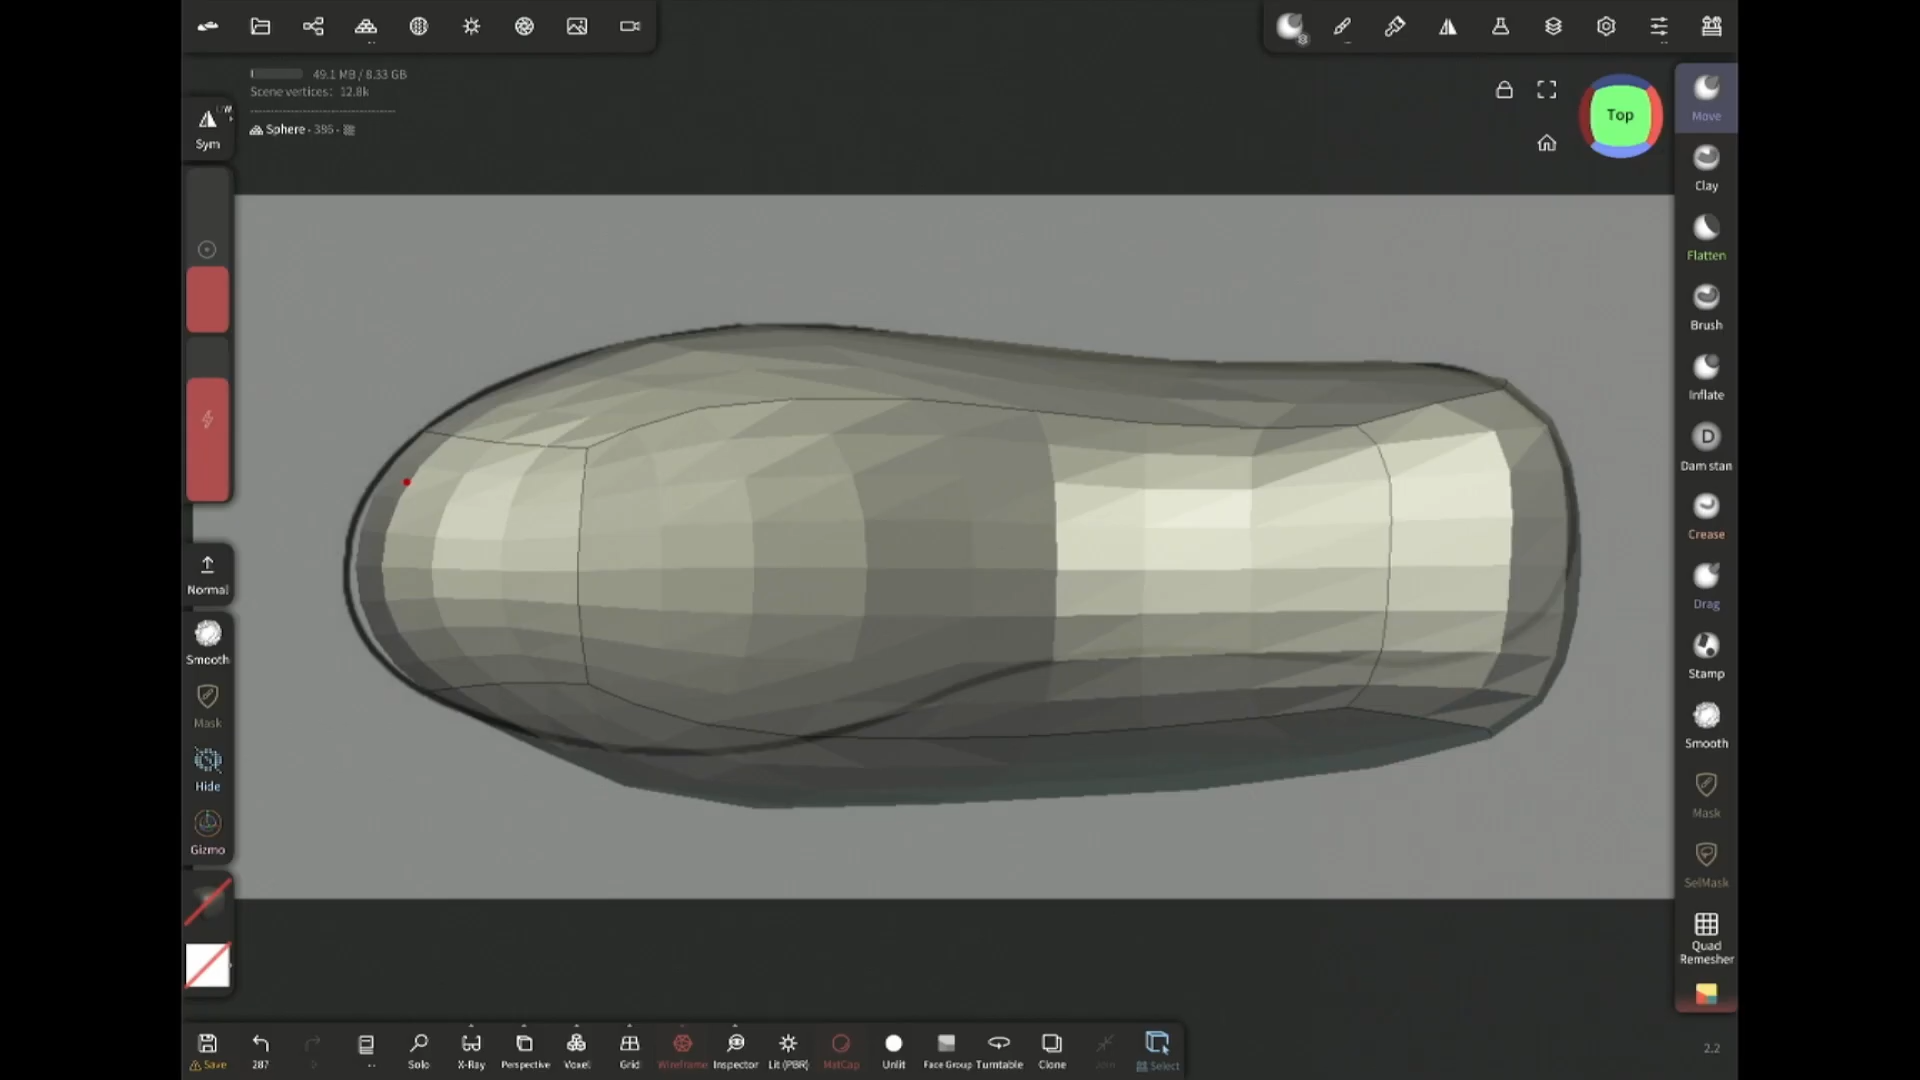 49.1 MB / 8.33 GB
Scene vertices: 12.8k
Sphere - 386 -
Sym
Top
Move
Clay
Flatten
Brush
Inflate
D
Dam stan
Crease
Drag
Stamp
Smooth
Mask
SelMask
Quad
Remesher
Normal
Smooth
Mask
Hide
Gizmo
Save
287
Solo
X-Ray
Perspective
Voxel
Grid
Wireframe
Inspector
Lit (PBR)
MatCap
Unlit
Face Group
Turntable
Clone
Join
Select
2.2